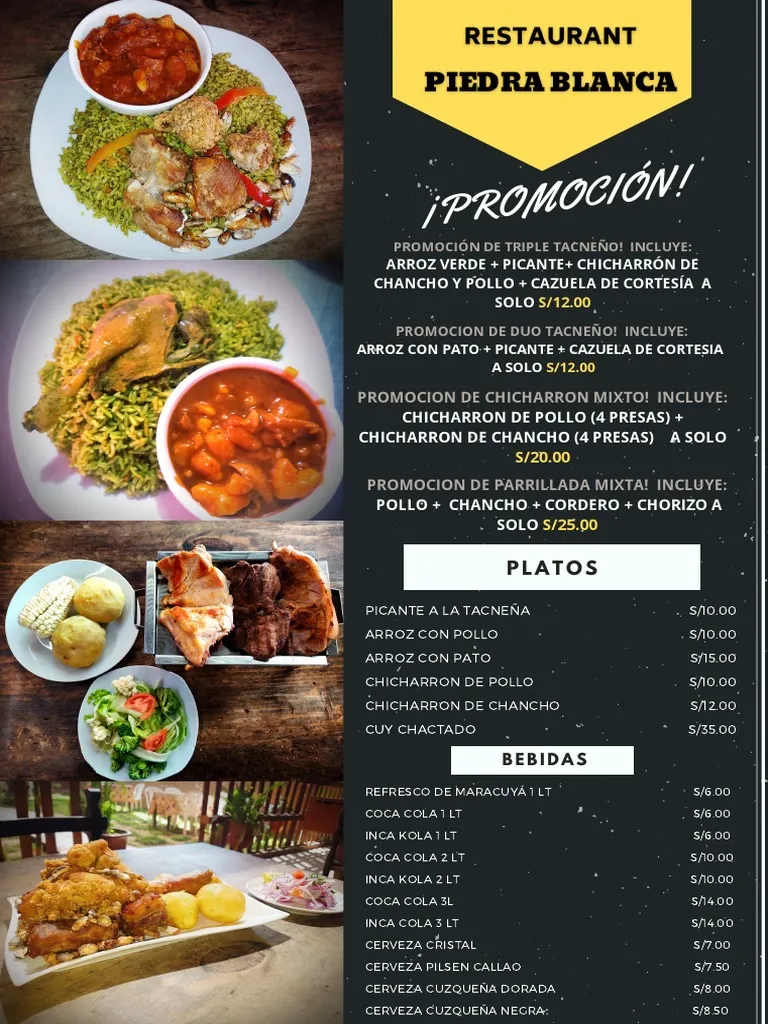 RESTAURANT
PIEDRA BLANCA
¡PROMOCIÓN!
PROMOCIÓN DE TRIPLE TACNEÑO! INCLUYE:
ARROZ VERDE + PICANTE+ CHICHARRÓN DE
CHANCHO Y POLLO + CAZUELA DE CORTESÍA A
SOLO S/12.00
PROMOCION DE DUO TACNEÑO! INCLUYE:
ARROZ CON PATO + PICANTE + CAZUELA DE CORTESIA
A SOLO S/12.00
PROMOCION DE CHICHARRON MIXTO! INCLUYE:
CHICHARRON DE POLLO (4 PRESAS) +
CHICHARRON DE CHANCHO (4 PRESAS) A SOLO
S/20.00
PROMOCION DE PARRILLADA MIXTA! INCLUYE:
POLLO + CHANCHO + CORDERO + CHORIZO A
SOLO S/25.00
PLATOS
PICANTE A LA TACNEÑA S/10.00
ARROZ CON POLLO S/10.00
ARROZ CON PATO S/15.00
CHICHARRON DE POLLO S/10.00
CHICHARRON DE CHANCHO S/12.00
CUY CHACTADO S/35.00
BEBIDAS
REFRESCO DE MARACUYÁ 1 LT S/6.00
COCA COLA 1 LT S/6.00
INCA KOLA 1 LT S/6.00
COCA COLA 2 LT S/10.00
INCA KOLA 2 LT S/10.00
COCA COLA 3L S/14.00
INCA COLA 3 LT S/14.00
CERVEZA CRISTAL S/7.00
CERVEZA PILSEN CALLAO S/7.50
CERVEZA CUZQUEÑA DORADA S/8.00
CERVEZA CUZQUEÑA NEGRA S/8.50